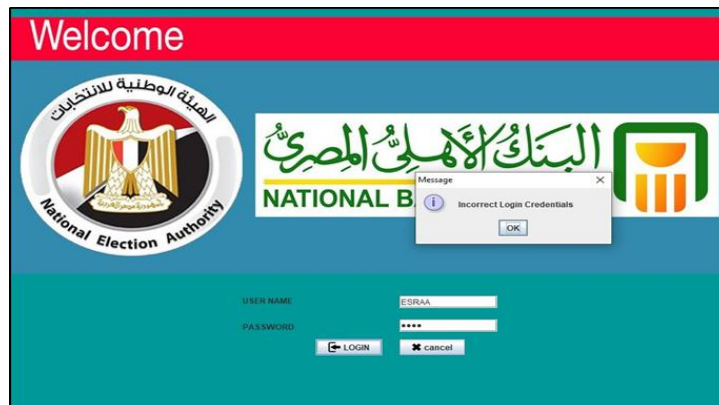 Welcome
الهيئة الوطنية للانتخابات
National Election Authority
البنك الأهلي المصري
NATIONAL B
Message
Incorrect Login Credentials
OK
USER NAME
ESRAA
PASSWORD
••••
LOGIN
cancel